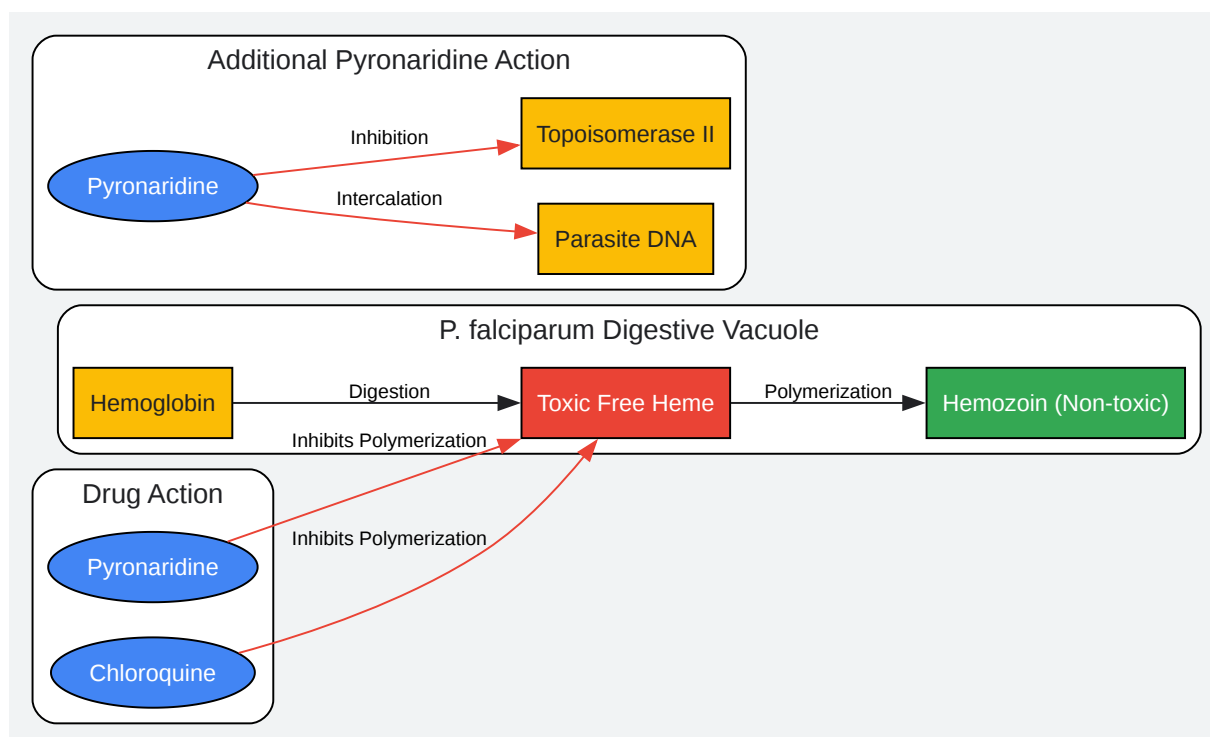 Additional Pyronaridine Action
Inhibition
Topoisomerase II
Pyronaridine
Intercalation
Parasite DNA
P. falciparum Digestive Vacuole
Hemoglobin
Digestion
Toxic Free Heme
Polymerization
Hemozoin (Non-toxic)
Inhibits Polymerization
Drug Action
Pyronaridine
Inhibits Polymerization
Chloroquine